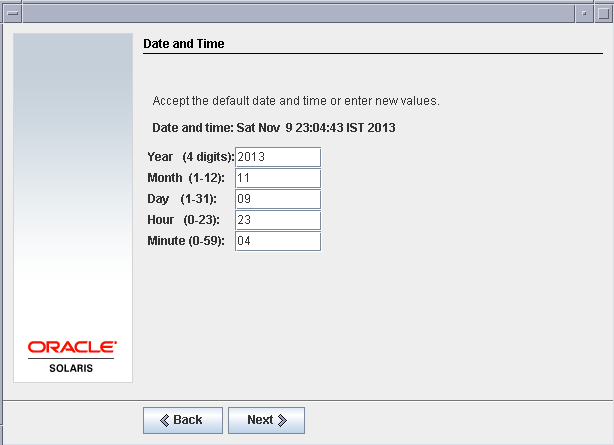 Date and Time
Accept the default date and time or enter new values.
Date and time: Sat Nov 9 23:04:43 IST 2013
Year (4 digits): 2013
Month (1-12): 11
Day (1-31): 09
Hour (0-23): 23
Minute (0-59): 04
ORACLE
SOLARIS
Back Next